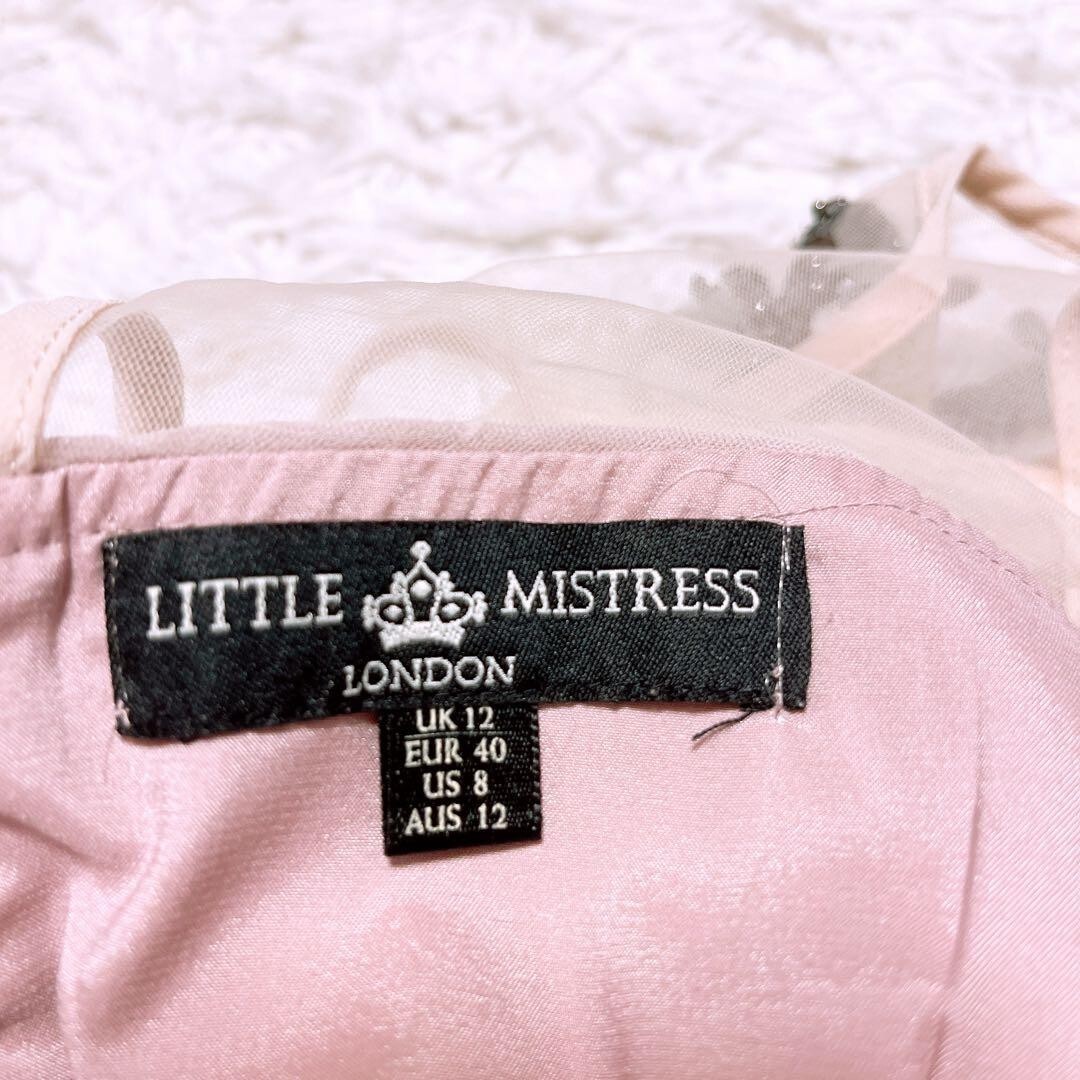 LITTLE MISTRESS
LONDON
UK 12
EUR 40
US 8
AUS 12